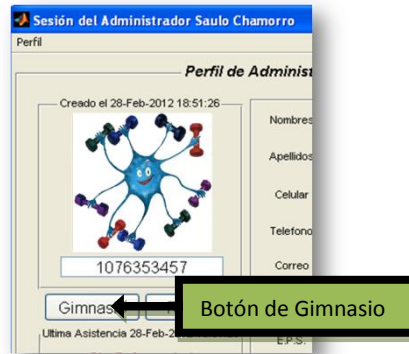 Sesión del Administrador Saulo Chamorro
Perfil
Perfil de Administ
Creado el 28-Feb-2012 18:51:26
Nombres
Apellidos
Celular
Telefono
1076353457
Correo
Gimnasi
Botón de Gimnasio
Ultima Asistencia 28-Feb-2
E.P.S.